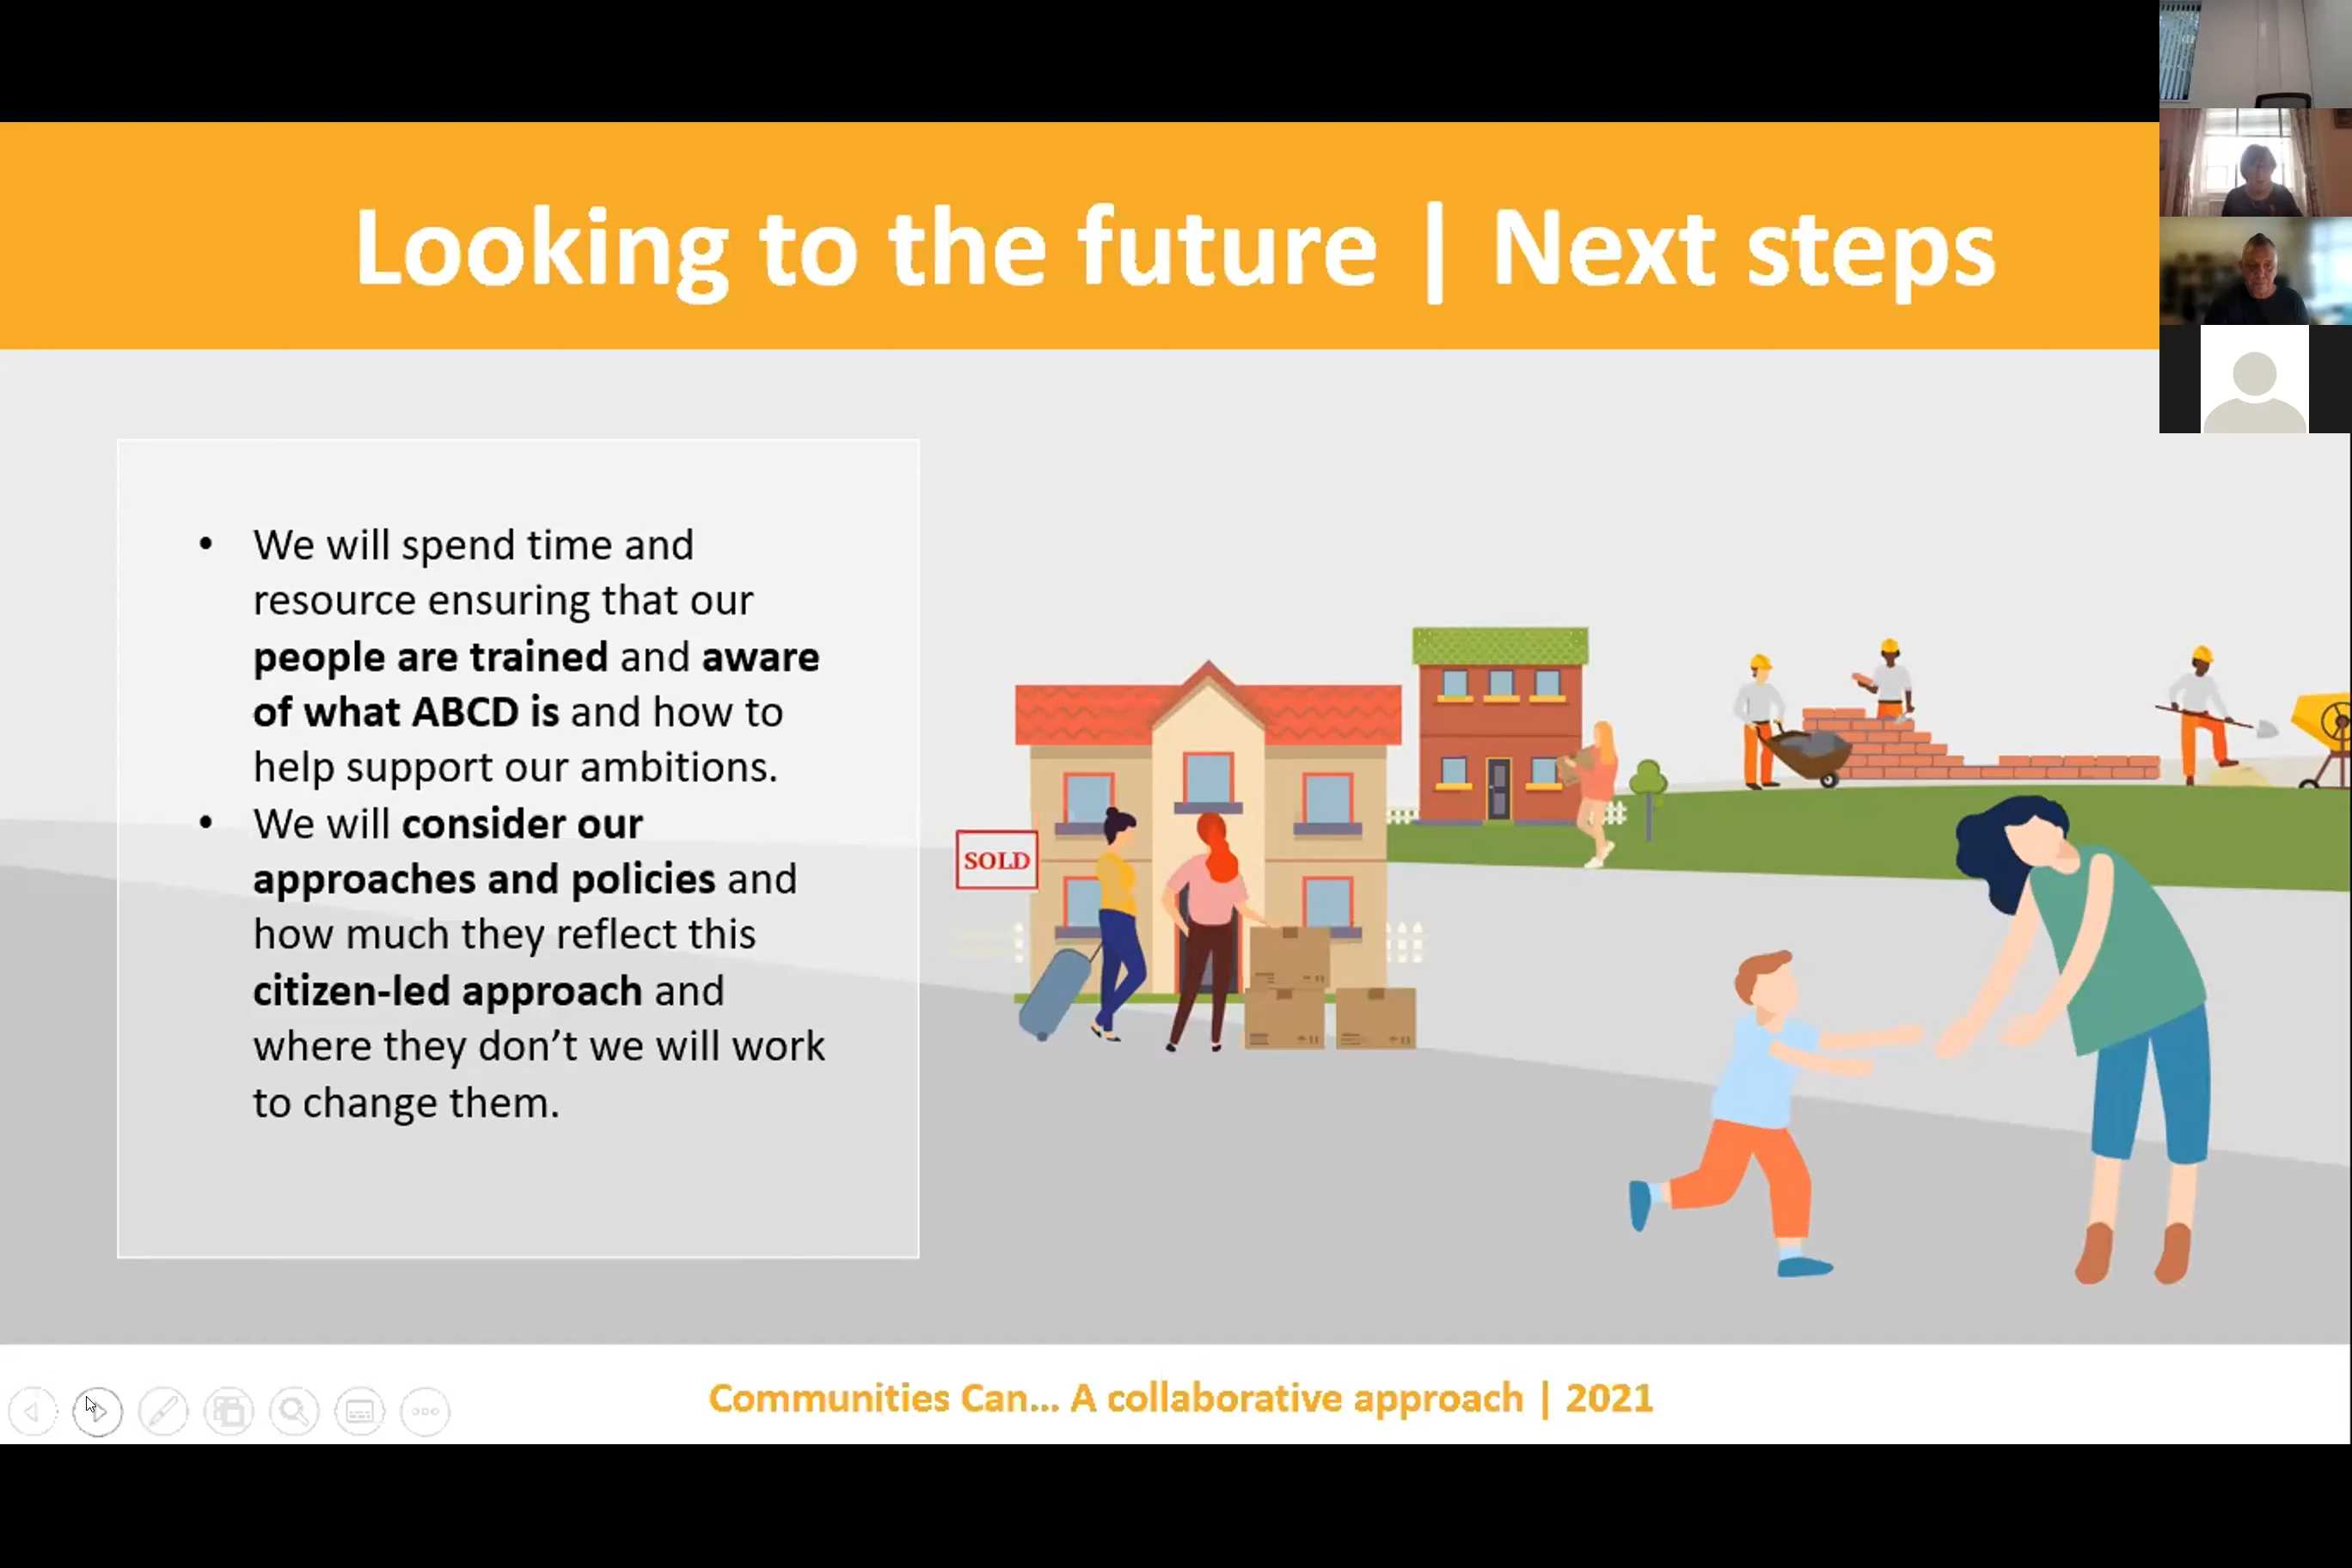 Looking to the future | Next steps
• We will spend time and
resource ensuring that our
people are trained and aware
of what ABCD is and how to
help support our ambitions.
• We will consider our
approaches and policies and
how much they reflect this
citizen-led approach and
where they don’t we will work
to change them.
SOLD
Communities Can... A collaborative approach | 2021